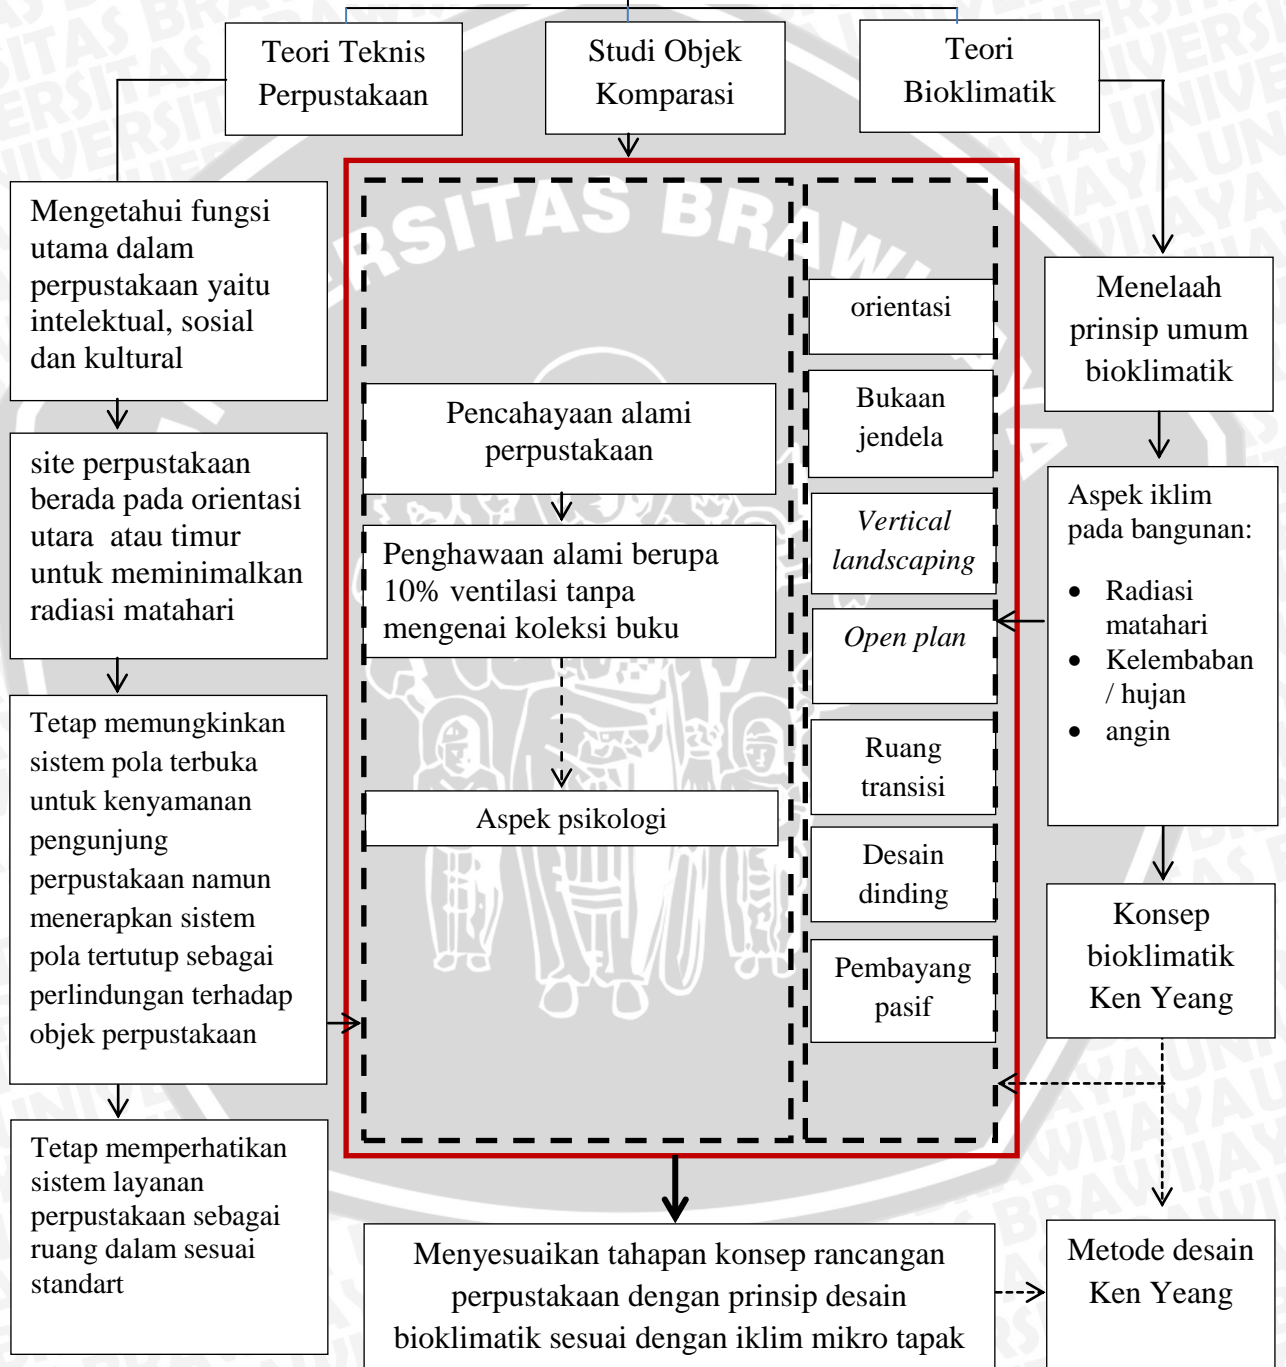 Teori Teknis
Perpustakaan
Studi Objek
Komparasi
Teori
Bioklimatik
Mengetahui fungsi
utama dalam
perpustakaan yaitu
intelektual, sosial
dan kultural
site perpustakaan
berada pada orientasi
utara atau timur
untuk meminimalkan
radiasi matahari
Tetap memungkinkan
sistem pola terbuka
untuk kenyamanan
pengunjung
perpustakaan namun
menerapkan sistem
pola tertutup sebagai
perlindungan terhadap
objek perpustakaan
Tetap memperhatikan
sistem layanan
perpustakaan sebagai
ruang dalam sesuai
standart
Pencahayaan alami
perpustakaan
Penghawaan alami berupa
10% ventilasi tanpa
mengenai koleksi buku
Aspek psikologi
orientasi
Bukaan
jendela
Vertical
landscaping
Open plan
Ruang
transisi
Desain
dinding
Pembayang
pasif
Menelaah
prinsip umum
bioklimatik
Aspek iklim
pada bangunan:
• Radiasi
matahari
• Kelembaban
/ hujan
• angin
Konsep
bioklimatik
Ken Yeang
Menyesuaikan tahapan konsep rancangan
perpustakaan dengan prinsip desain
bioklimatik sesuai dengan iklim mikro tapak
Metode desain
Ken Yeang